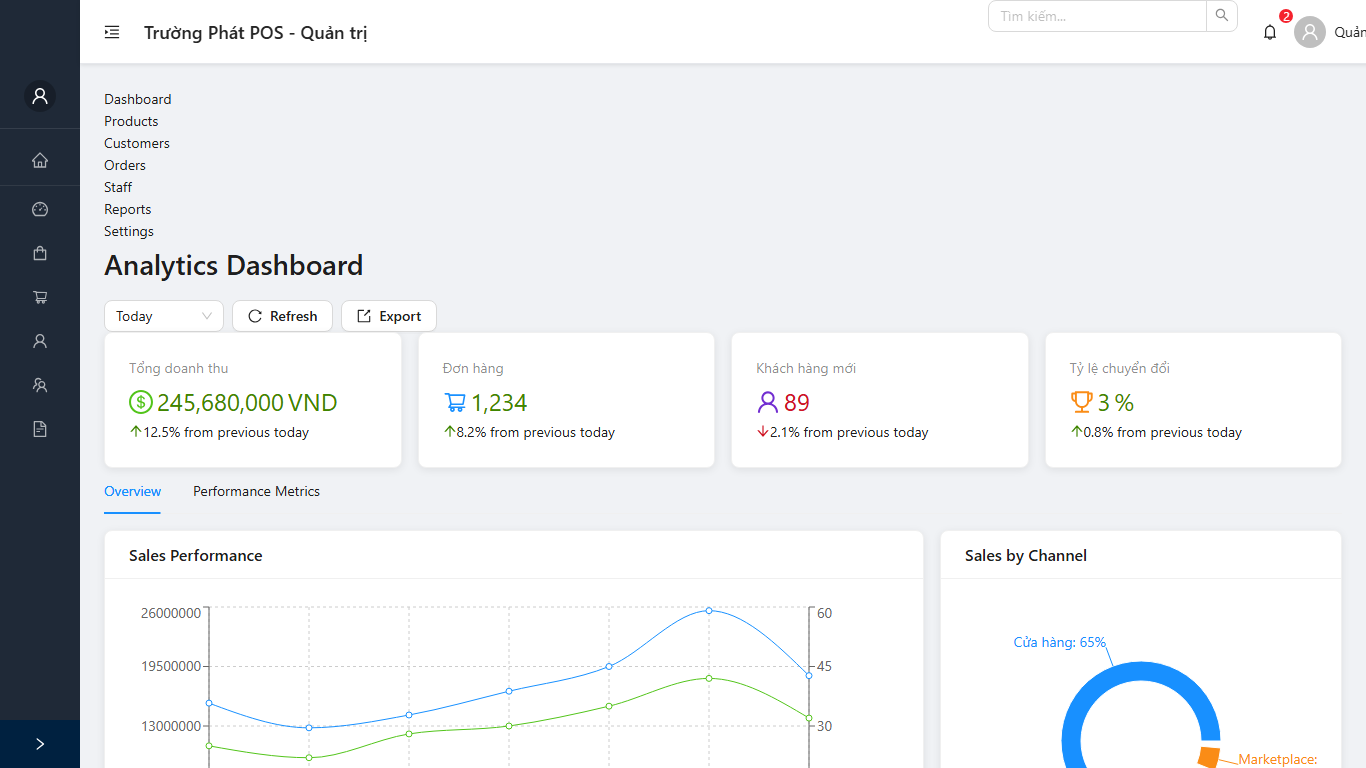 Trường Phát POS - Quản trị
Tìm kiếm...
2
Quản
Dashboard
Products
Customers
Orders
Staff
Reports
Settings
Analytics Dashboard
Today
Refresh
Export
Tổng doanh thu
245,680,000 VND
12.5% from previous today
Đơn hàng
1,234
8.2% from previous today
Khách hàng mới
89
2.1% from previous today
Tỷ lệ chuyển đổi
3 %
0.8% from previous today
Overview
Performance Metrics
Sales Performance
26000000
19500000
13000000
60
45
30
Sales by Channel
Cửa hàng: 65%
Marketplace: